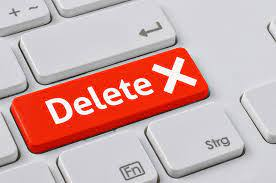 + ~
Delete X
Fn
Strg